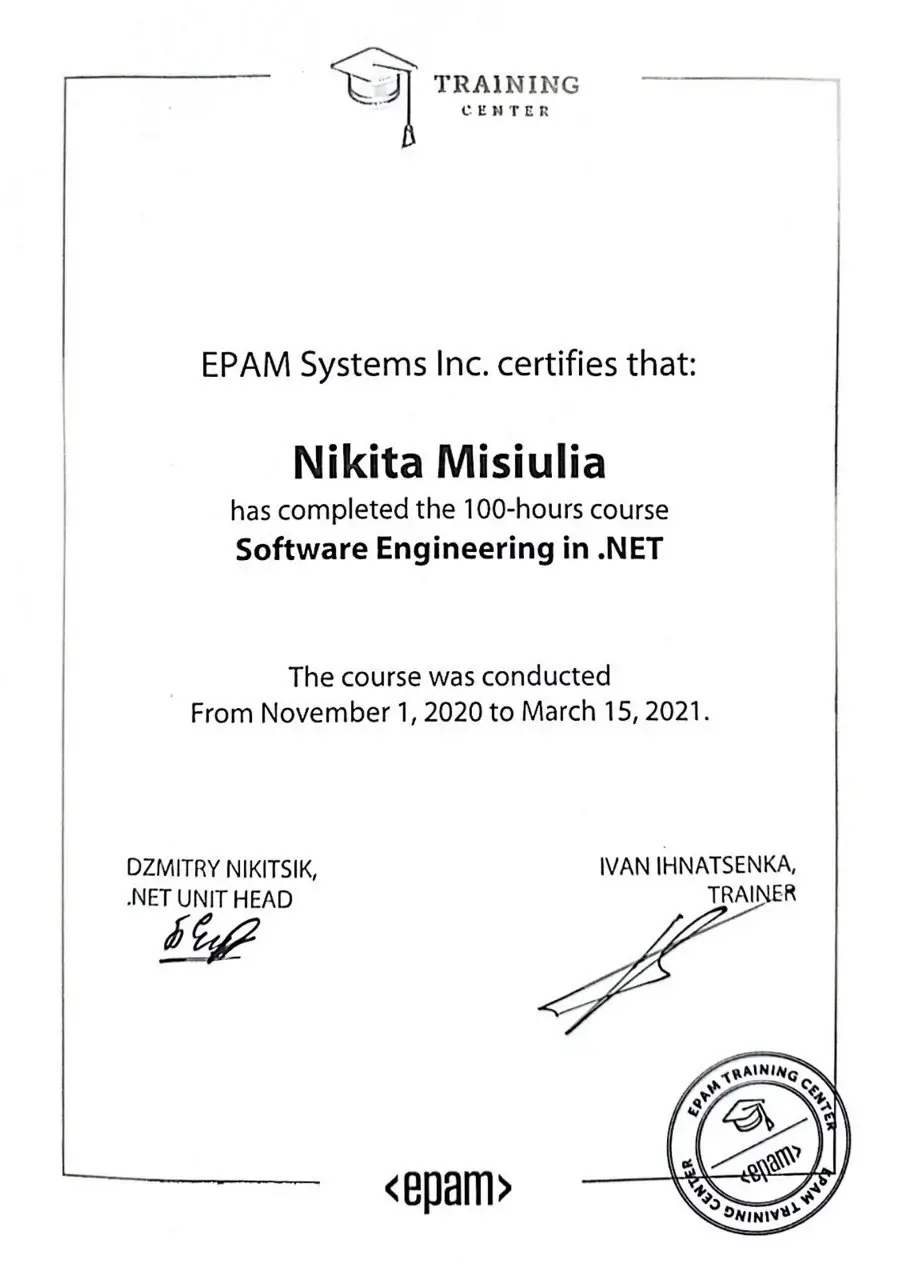 TRAINING
CENTER
EPAM Systems Inc. certifies that:
Nikita Misiulia
has completed the 100-hours course
Software Engineering in .NET
The course was conducted
From November 1, 2020 to March 15, 2021.
DZMITRY NIKITSIK,
.NET UNIT HEAD
IVAN IHNATSENKA,
TRAINER
<epam>
EPAM TRAINING CENTER
<epam>
EPAM TRAINING CENTER